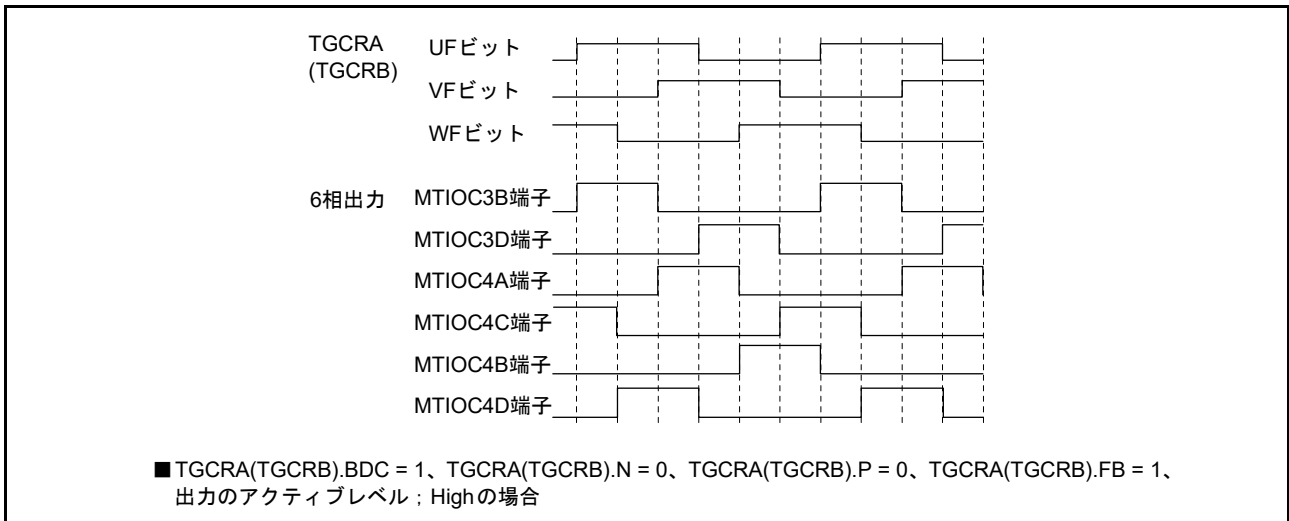 TGCRA
(TGCRB)
UFビット
VFビット
WFビット
6相出力
MTIOC3B端子
MTIOC3D端子
MTIOC4A端子
MTIOC4C端子
MTIOC4B端子
MTIOC4D端子
■TGCRA(TGCRB).BDC = 1、TGCRA(TGCRB).N = 0、TGCRA(TGCRB).P = 0、TGCRA(TGCRB).FB = 1、
出力のアクティブレベル；Highの場合